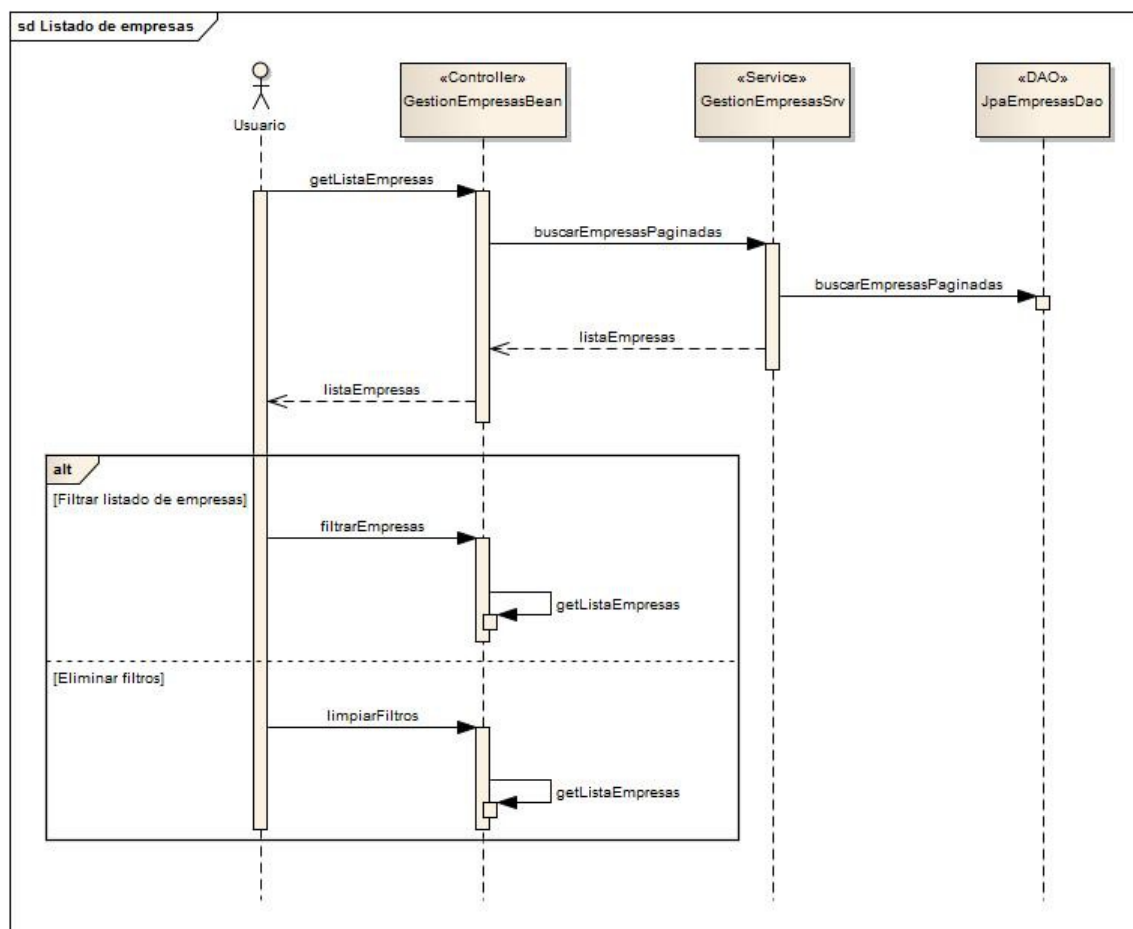 sd Listado de empresas
Usuario
«Controller»
GestionEmpresasBean
«Service»
GestionEmpresasSrv
«DAO»
JpaEmpresasDao
getListaEmpresas
buscarEmpresasPaginadas
buscarEmpresasPaginadas
listaEmpresas
listaEmpresas
alt
[Filtrar listado de empresas]
filtrarEmpresas
getListaEmpresas
[Eliminar filtros]
limpiarFiltros
getListaEmpresas